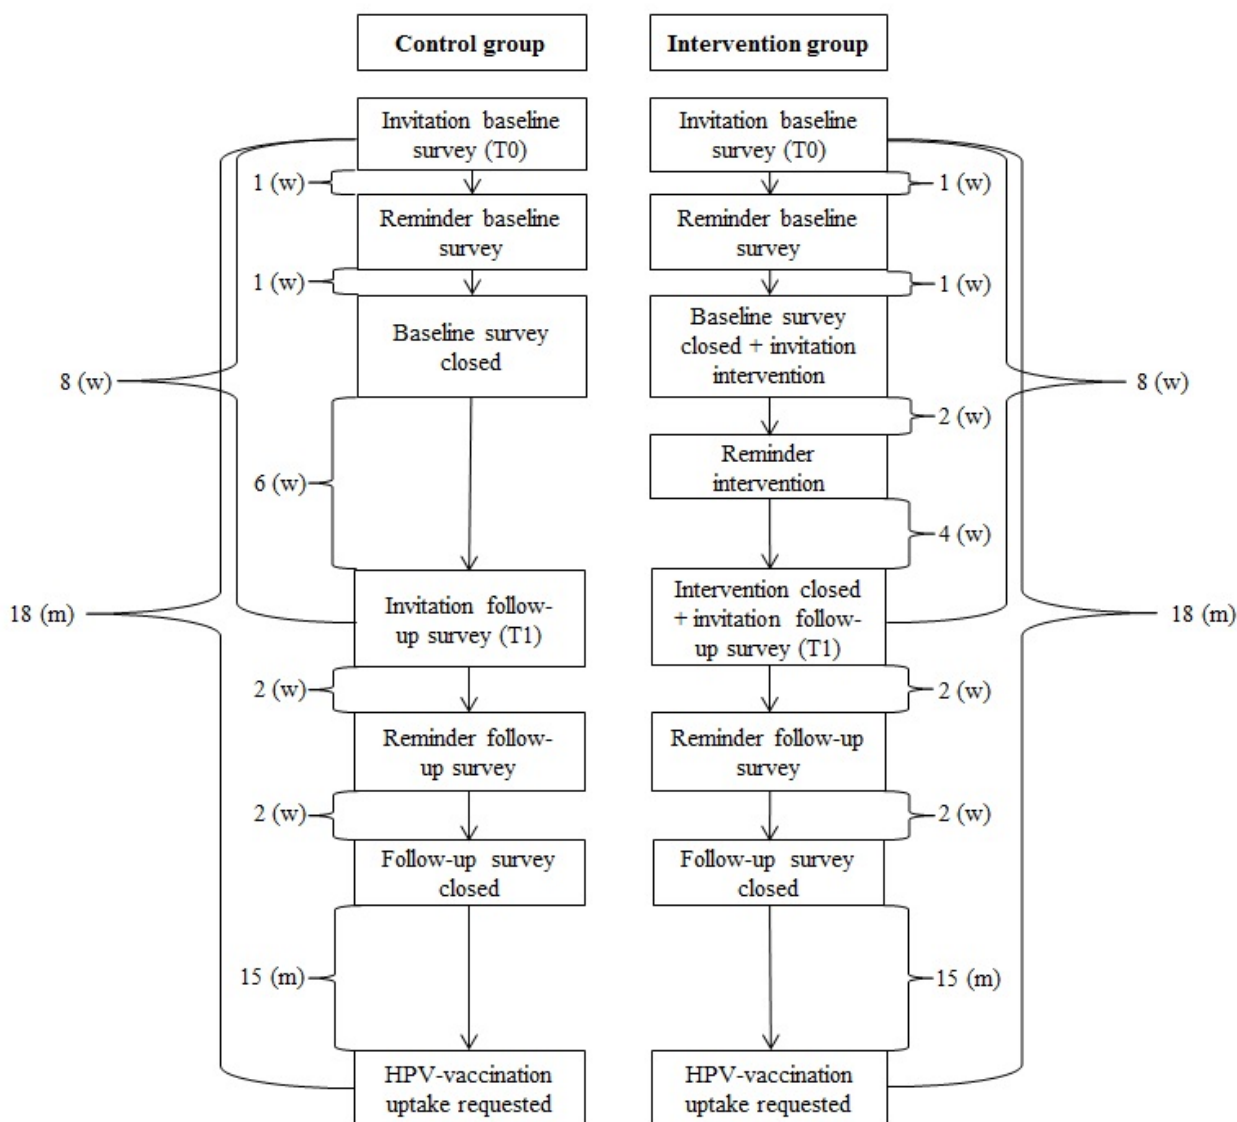 Control group
Intervention group
Invitation baseline
survey (T0)
Invitation baseline
survey (T0)
1 (w)
1 (w)
Reminder baseline
survey
Reminder baseline
survey
1 (w)
1 (w)
Baseline survey
closed
Baseline survey
closed + invitation
intervention
8 (w)
8 (w)
2 (w)
Reminder
intervention
6 (w)
4 (w)
Invitation follow-
up survey (T1)
Intervention closed
+ invitation follow-
up survey (T1)
18 (m)
18 (m)
2 (w)
2 (w)
Reminder follow-
up survey
Reminder follow-up
survey
2 (w)
2 (w)
Follow-up survey
closed
Follow-up survey
closed
15 (m)
15 (m)
HPV-vaccination
uptake requested
HPV-vaccination
uptake requested